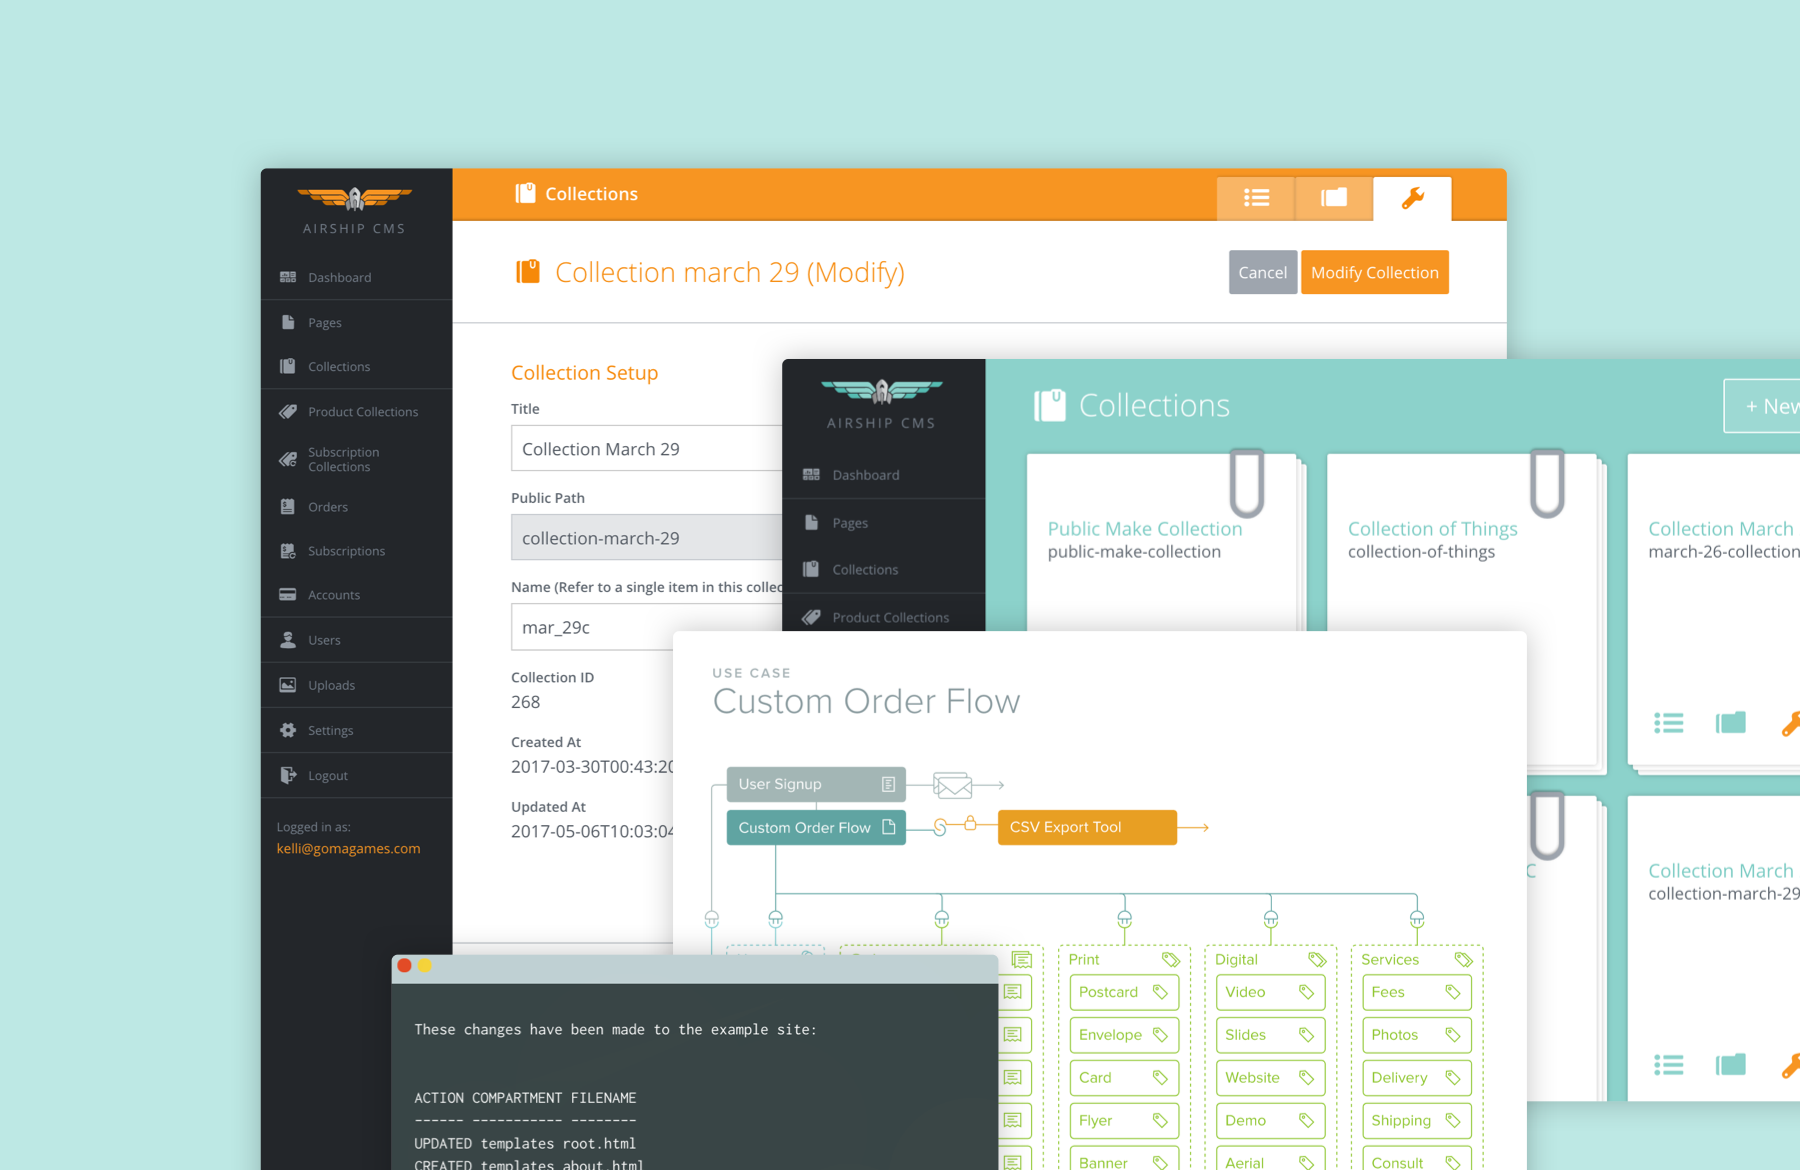 AIRSHIP CMS
Dashboard
Pages
Collections
Product Collections
Subscription
Collections
Orders
Subscriptions
Accounts
Users
Uploads
Settings
Logout
Logged in as:
kelli@gomagames.com
Collections
Collection march 29 (Modify)
Cancel
Modify Collection
Collection Setup
Title
Collection March 29
Public Path
collection-march-29
Name (Refer to a single item in this collec
mar_29c
Collection ID
268
Created At
2017-03-30T00:43:20
Updated At
2017-05-06T10:03:04
AIRSHIP CMS
Dashboard
Pages
Collections
Product Collections
Collections
+ New
Public Make Collection
public-make-collection
Collection of Things
collection-of-things
Collection March
march-26-collection
C
Collection March
collection-march-29
USE CASE
Custom Order Flow
User Signup
Custom Order Flow
CSV Export Tool
Print
Postcard
Envelope
Card
Flyer
Banner
Digital
Video
Slides
Website
Demo
Aerial
Services
Fees
Photos
Delivery
Shipping
Consult
These changes have been made to the example site:
ACTION COMPARTMENT FILENAME
------ ----------- --------
UPDATED templates root.html
CREATED templates about.html